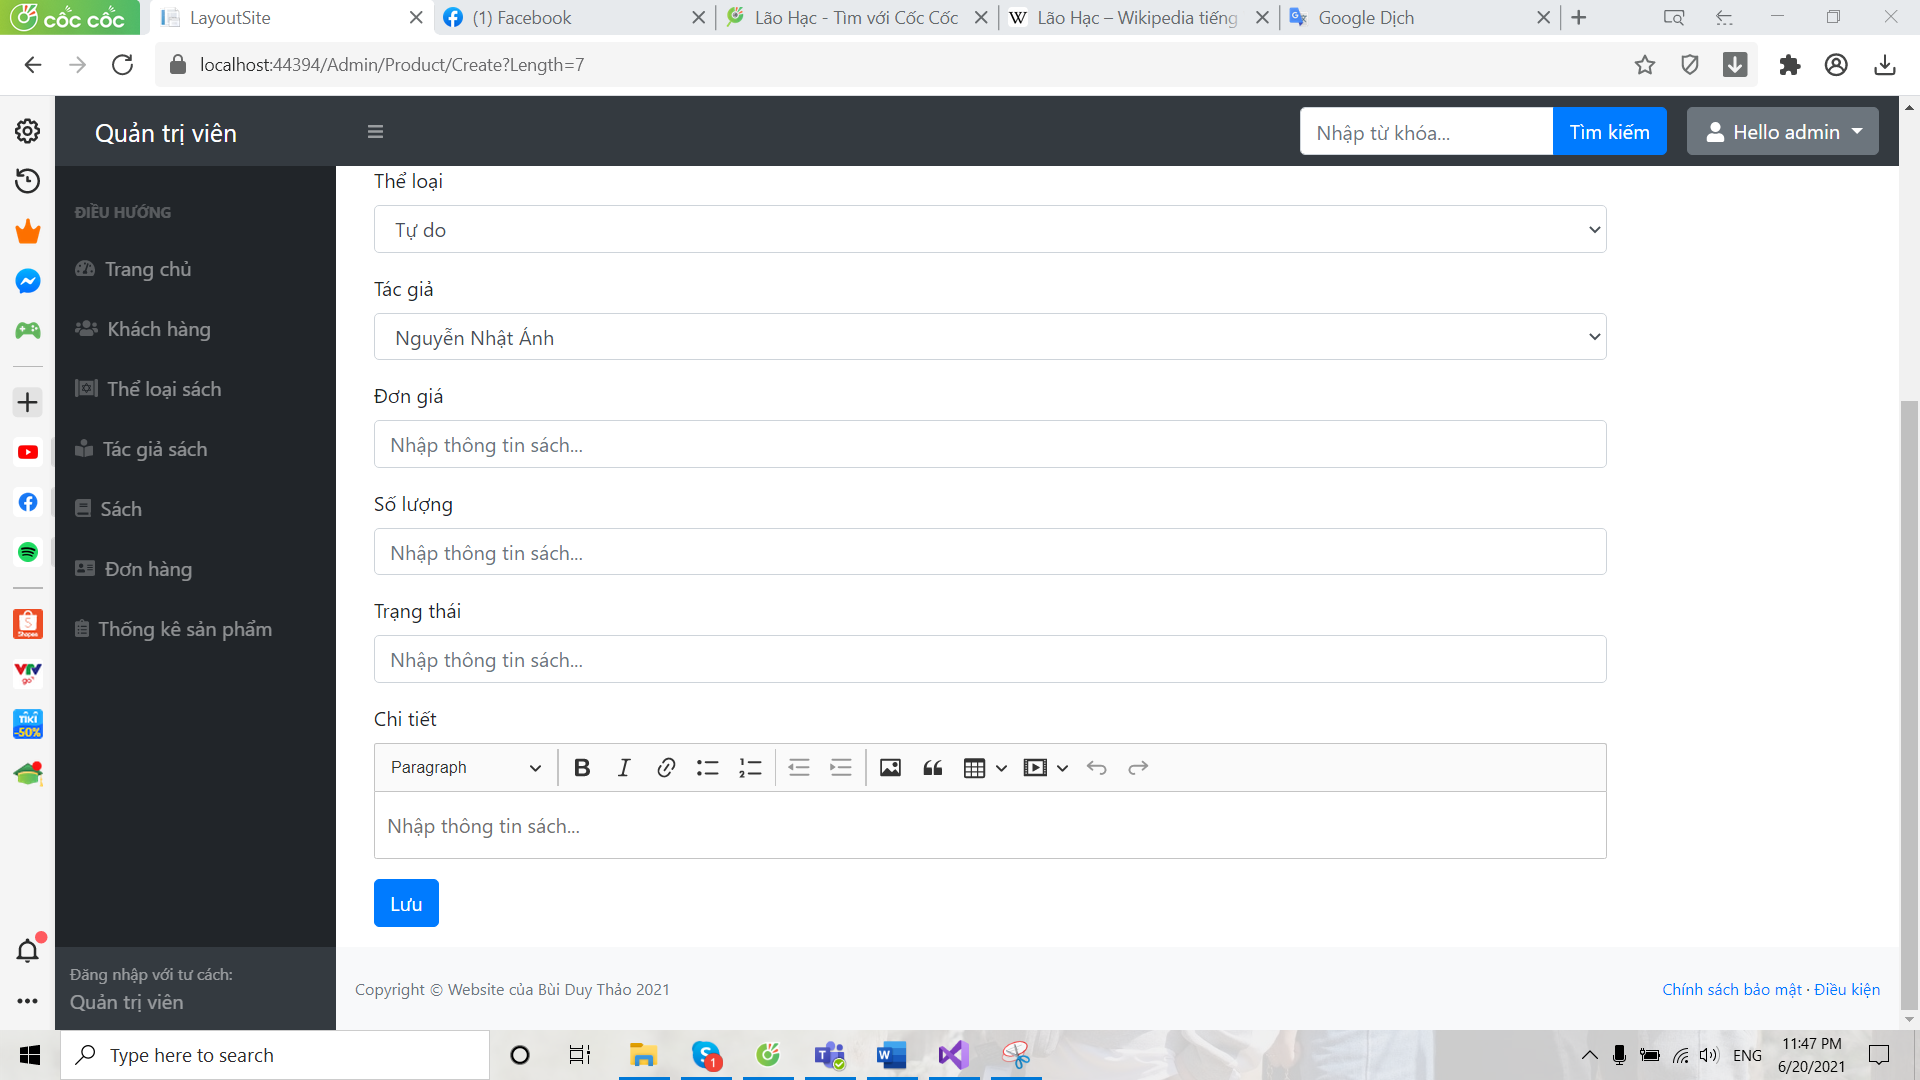 cốc cốc
LayoutSite
(1) Facebook
Lão Hạc - Tìm với Cốc Cốc
Lão Hạc – Wikipedia tiếng
Google Dịch
localhost:44394/Admin/Product/Create?Length=7
Quản trị viên
Nhập từ khóa...
Tìm kiếm
Hello admin
ĐIỀU HƯỚNG
Trang chủ
Khách hàng
Thể loại sách
Tác giả sách
Sách
Đơn hàng
Thống kê sản phẩm
Thể loại
Tự do
Tác giả
Nguyễn Nhật Ánh
Đơn giá
Nhập thông tin sách...
Số lượng
Nhập thông tin sách...
Trạng thái
Nhập thông tin sách...
Chi tiết
Paragraph
Nhập thông tin sách...
Lưu
Shopee
VTV
go
TIKI
-50%
Đăng nhập với tư cách:
Quản trị viên
Copyright © Website của Bùi Duy Thảo 2021
Chính sách bảo mật · Điều kiện
Type here to search
1
ENG
11:47 PM
6/20/2021